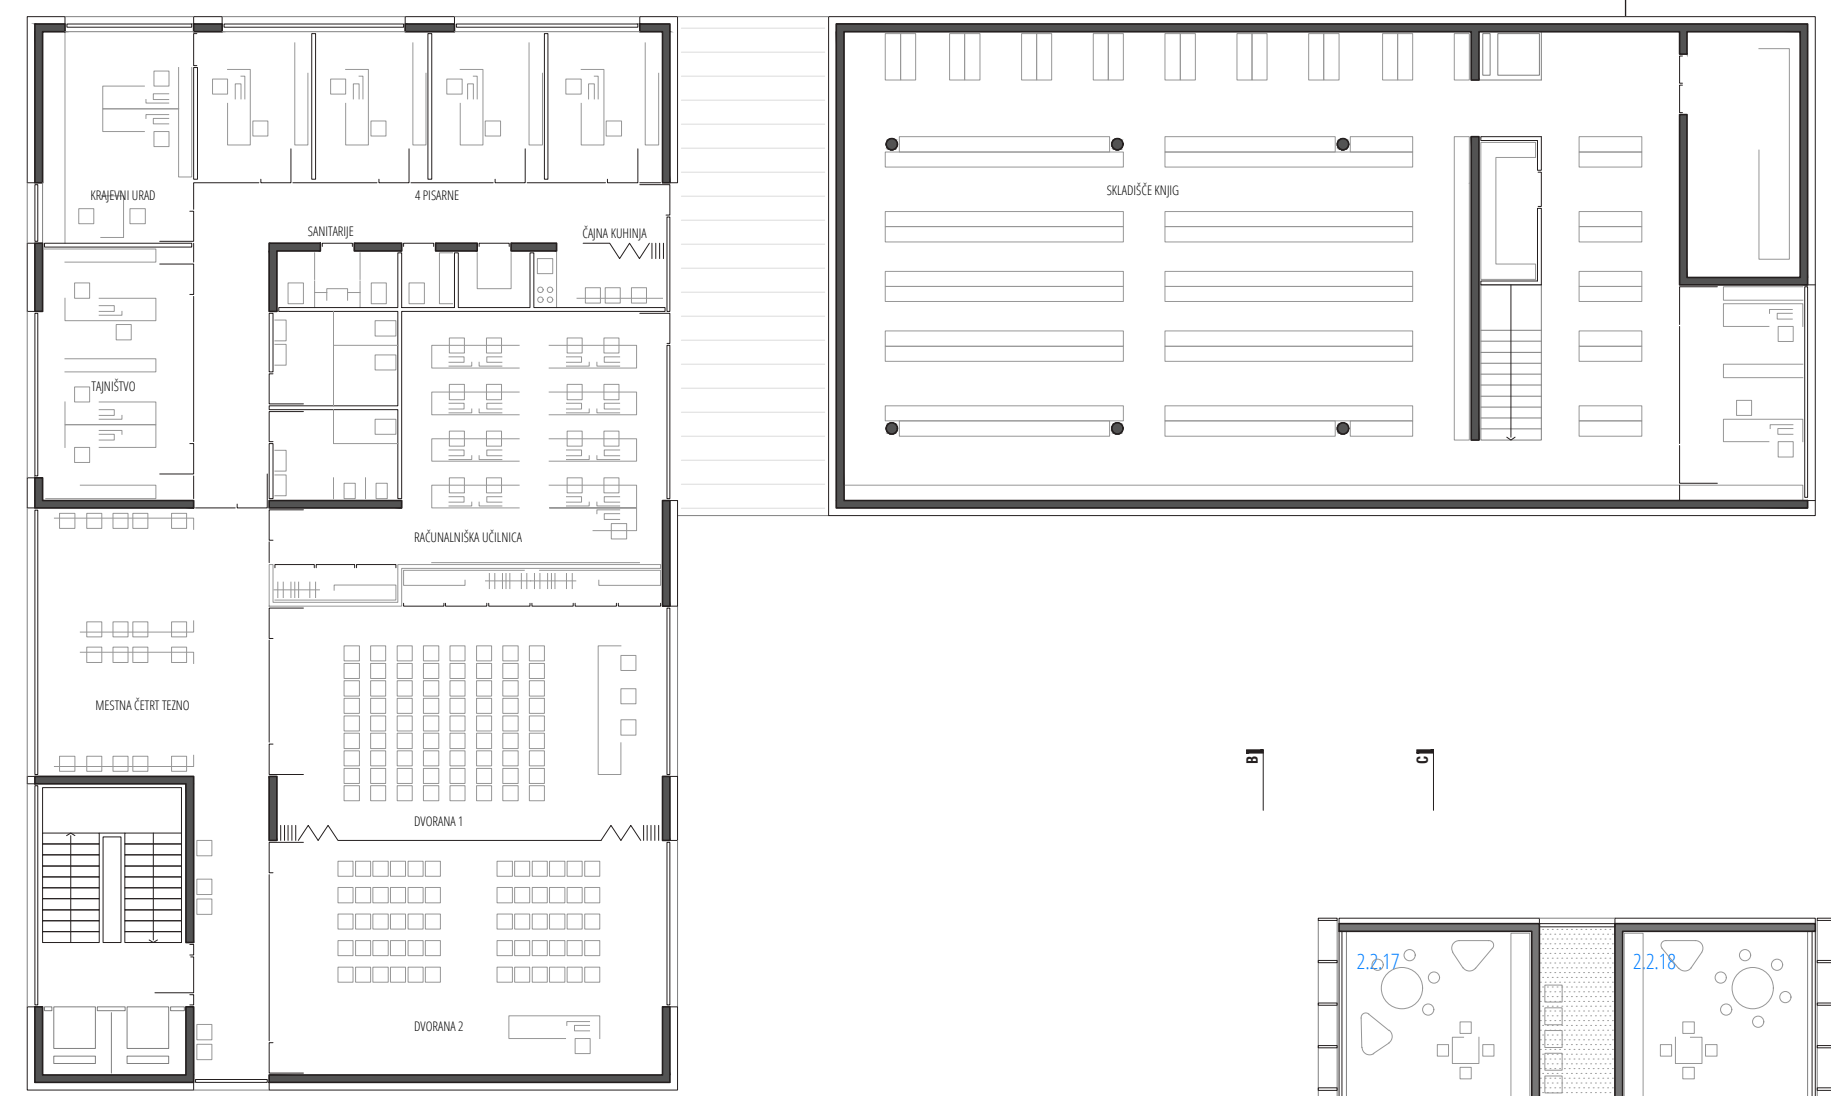 KRAJEVNI URAD
4 PISARNE
SKLADIŠČE KNJIG
SANITARIJE
ČAJNA KUHINJA
TAJNIŠTVO
RAČUNALNIŠKA UČILNICA
MESTNA ČETRT TEZNO
B
C
DVORANA 1
2.2.17
2.2.18
DVORANA 2